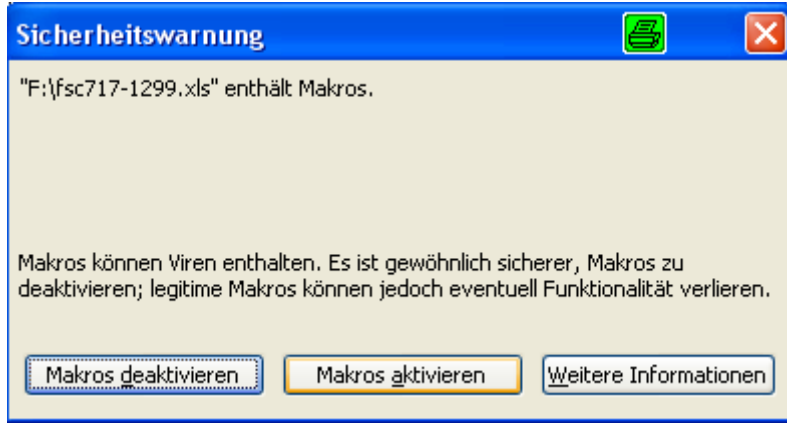 Sicherheitswarnung
"F:\fsc717-1299.xls" enthält Makros.
Makros können Viren enthalten. Es ist gewöhnlich sicherer, Makros zu
deaktivieren; legitime Makros können jedoch eventuell Funktionalität verlieren.
Makros deaktivieren Makros aktivieren Weitere Informationen